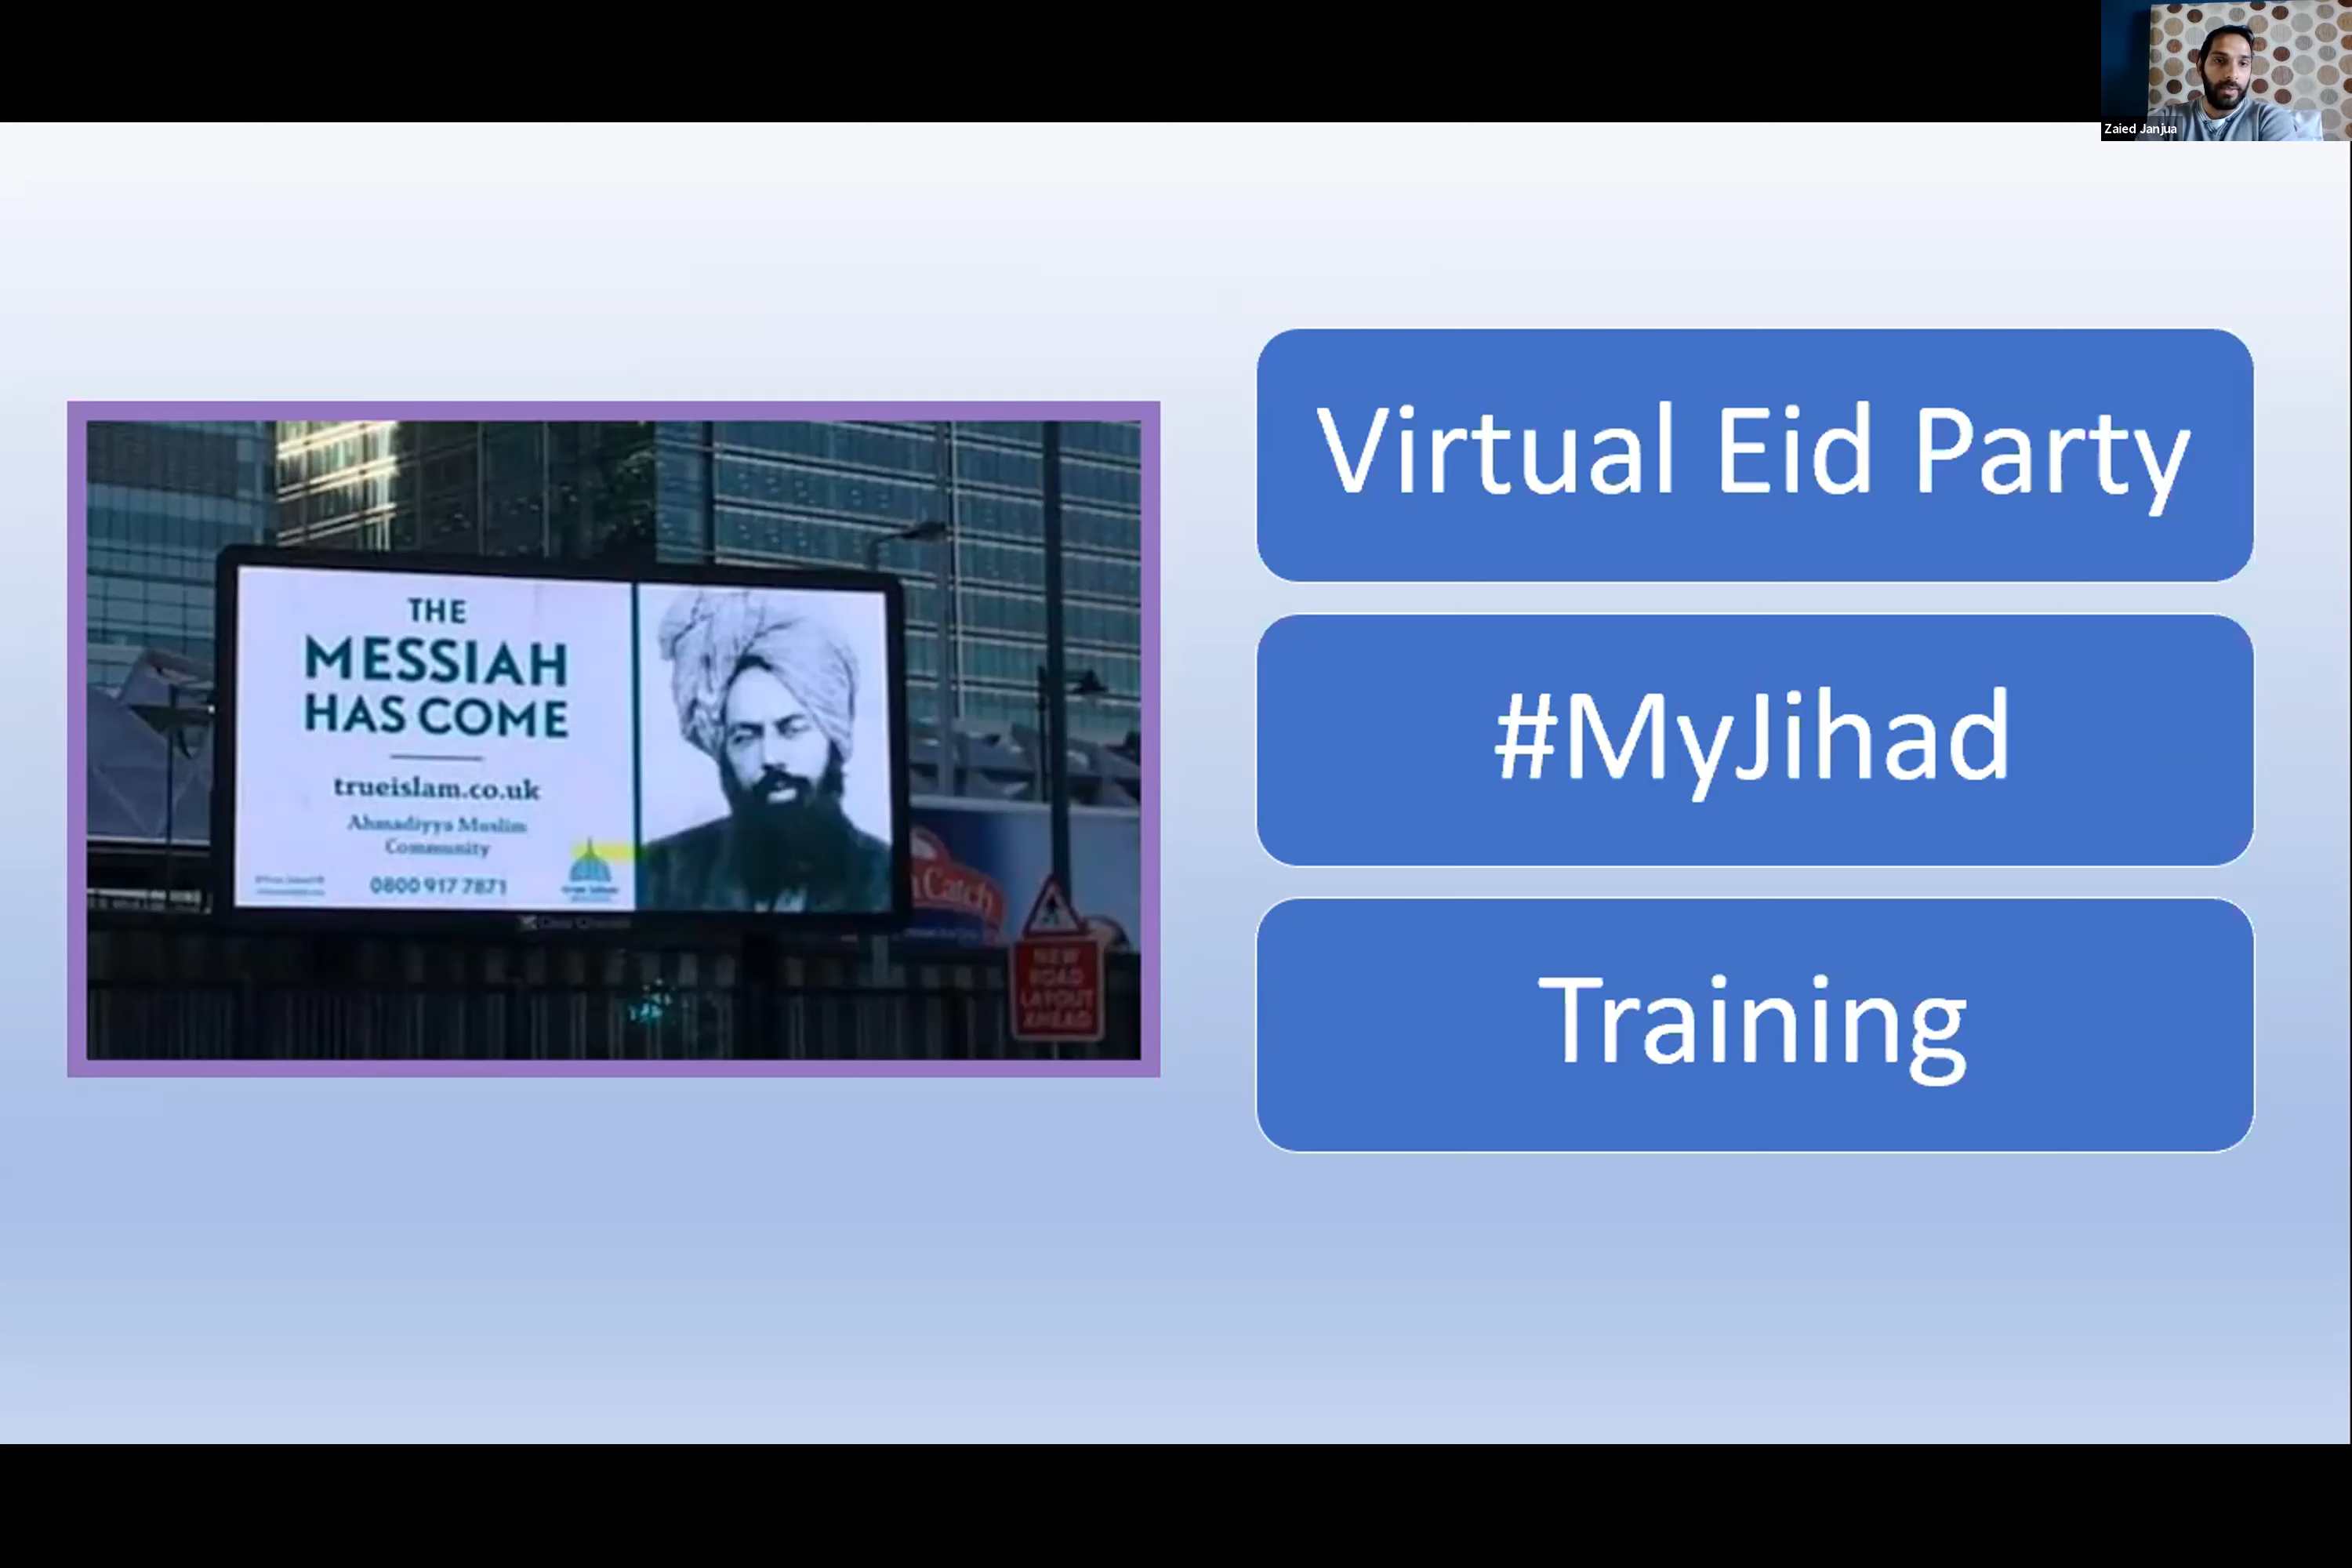 Zaied Janjua
THE
MESSIAH
HAS COME
trueislam.co.uk
Ahmadiyya Muslim
Community
0800 917 7871
Catch
NEW
ROAD
LAYOUT
AHEAD
Virtual Eid Party
#MyJihad
Training